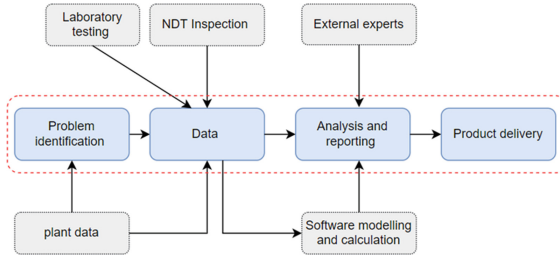 Laboratory
testing
NDT Inspection
External experts
Problem
identification
Data
Analysis and
reporting
Product delivery
plant data
Software modelling
and calculation